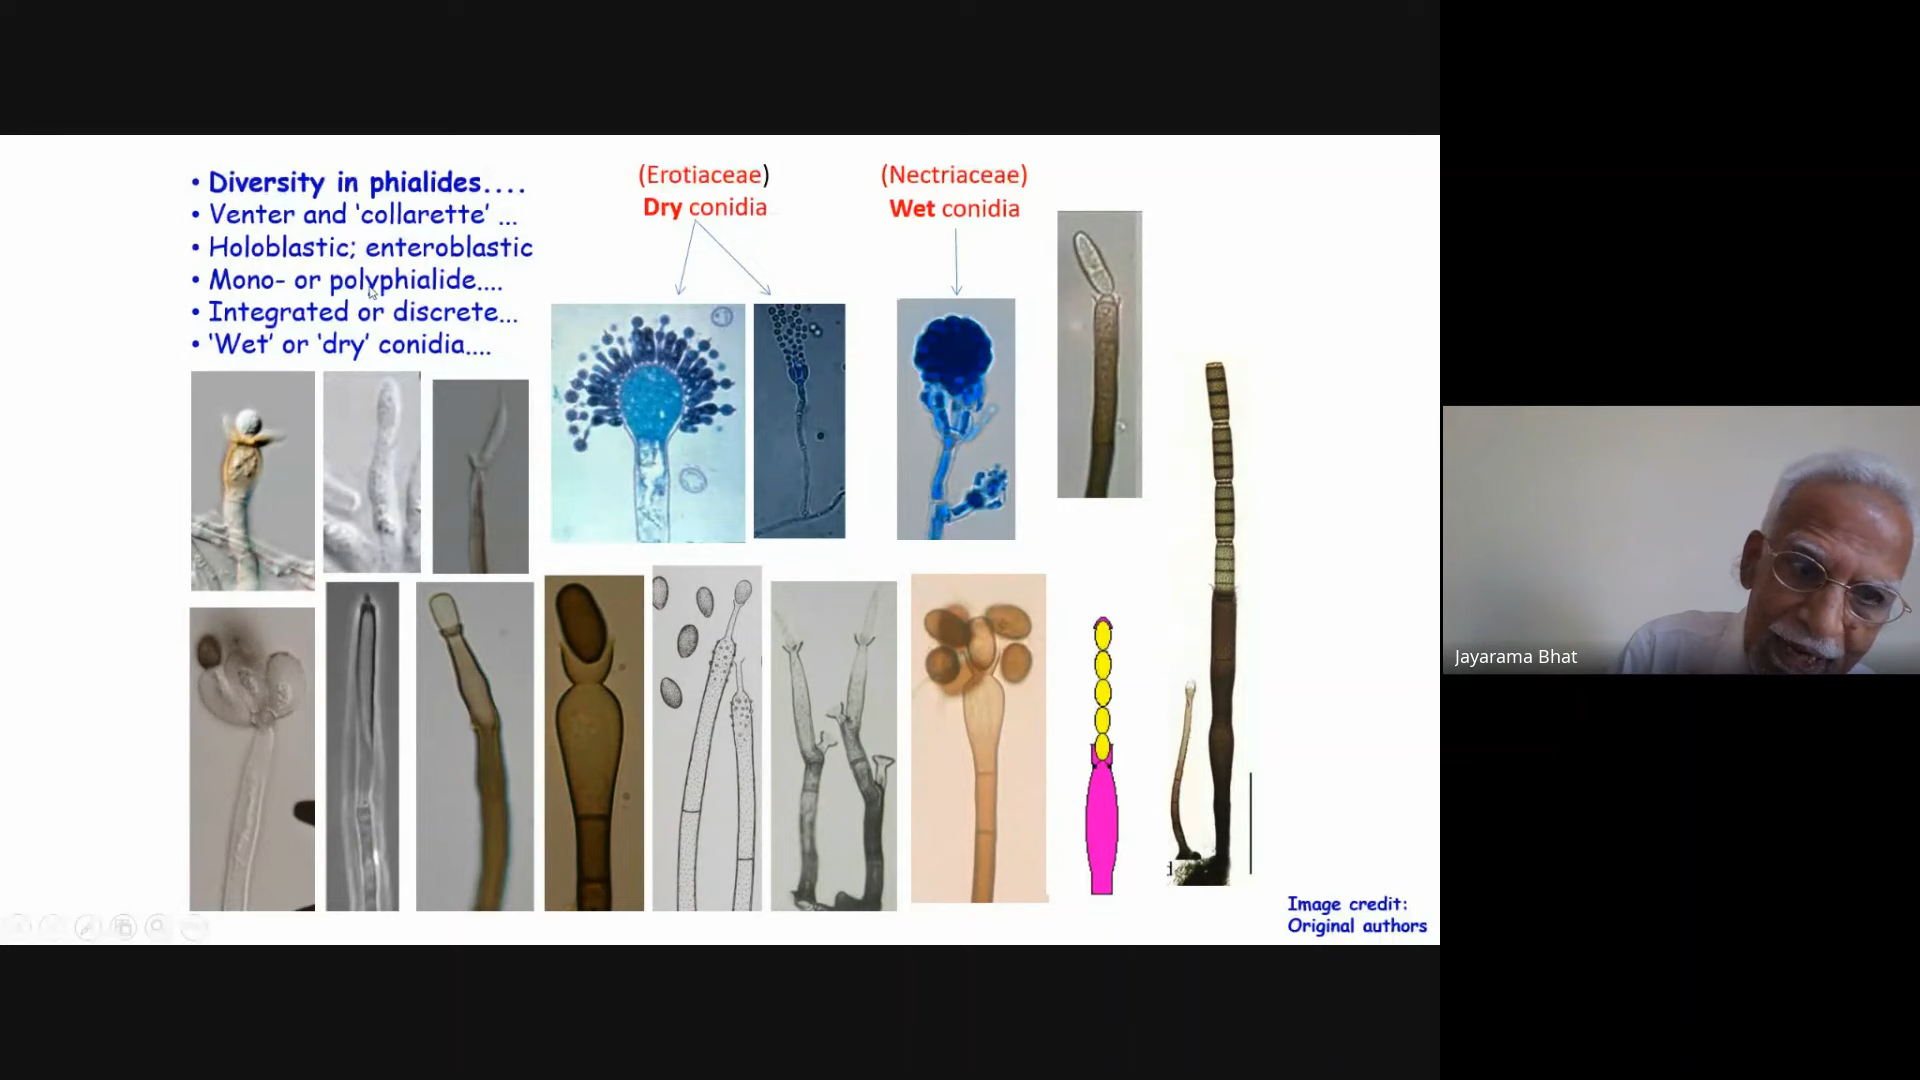 • Diversity in phialides....
• Venter and ‘collarette’ ...
• Holoblastic; enteroblastic
• Mono- or polyphialide....
• Integrated or discrete...
• ‘Wet’ or ‘dry’ conidia....
(Erotiaceae)
Dry conidia
(Nectriaceae)
Wet conidia
Jayarama Bhat
Image credit:
Original authors